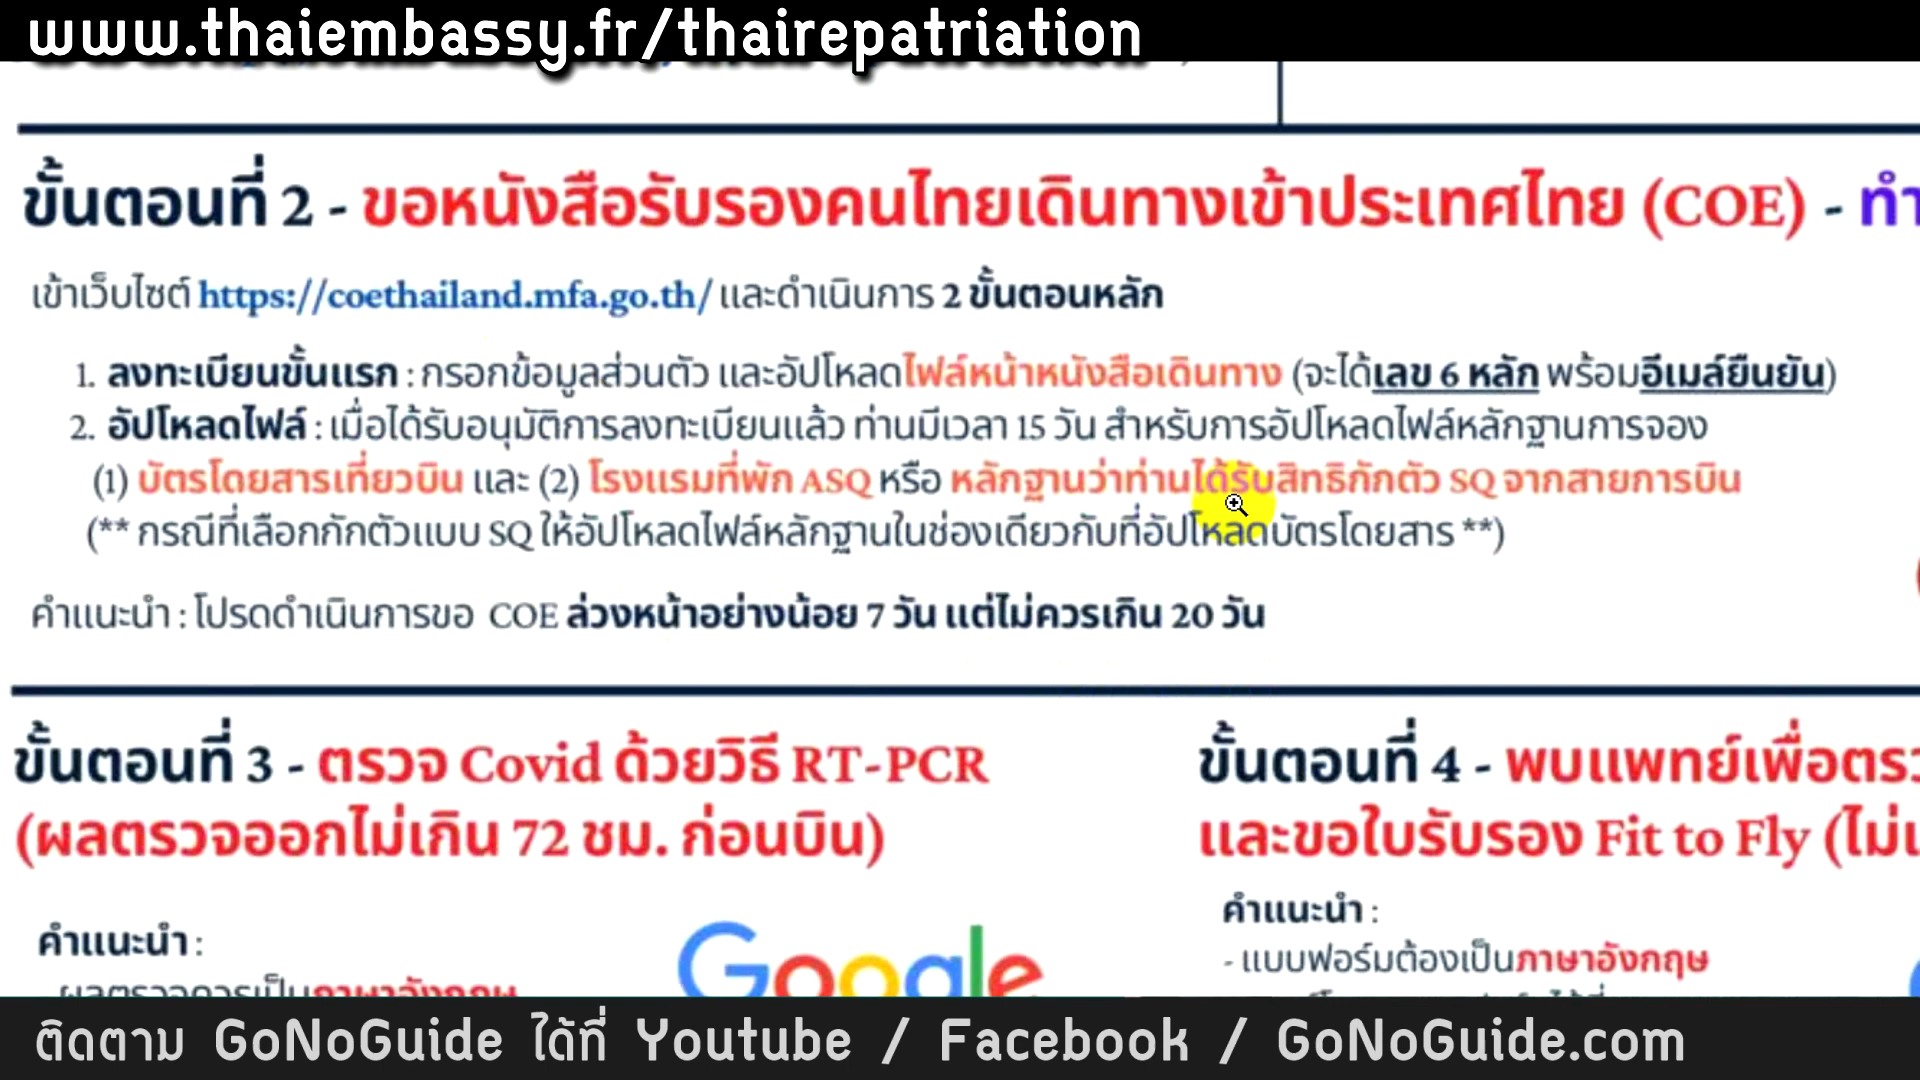 www.thaiembassy.fr/thairepatriation
ขั้นตอนที่ 2 - ขอหนังสือรับรองคนไทยเดินทางเข้าประเทศไทย (COE) - ทำ
เข้าเว็บไซต์ https://coethailand.mfa.go.th/ และดำเนินการ 2 ขั้นตอนหลัก
1. ลงทะเบียนขั้นแรก : กรอกข้อมูลส่วนตัว และอัปโหลดไฟล์หน้าหนังสือเดินทาง (จะได้เลข 6 หลัก พร้อมอีเมล์ยืนยัน)
2. อัปโหลดไฟล์ : เมื่อได้รับอนุมัติการลงทะเบียนแล้ว ท่านมีเวลา 15 วัน สำหรับการอัปโหลดไฟล์หลักฐานการจอง
(1) บัตรโดยสารเที่ยวบิน และ (2) โรงแรมที่พัก ASQ หรือ หลักฐานว่าท่านได้รับสิทธิกักตัว SQ จากสายการบิน
(** กรณีที่เลือกกักตัวแบบ SQ ให้อัปโหลดไฟล์หลักฐานในช่องเดียวกับที่อัปโหลดบัตรโดยสาร **)
คำแนะนำ : โปรดดำเนินการขอ COE ล่วงหน้าอย่างน้อย 7 วัน แต่ไม่ควรเกิน 20 วัน
ขั้นตอนที่ 3 - ตรวจ Covid ด้วยวิธี RT-PCR
(ผลตรวจออกไม่เกิน 72 ชม. ก่อนบิน)
คำแนะนำ :
ผลตรวจควรเป็นภาษาอังกฤษ
Google
ขั้นตอนที่ 4 - พบแพทย์เพื่อตรว
และขอใบรับรอง Fit to Fly (ไม่เ
คำแนะนำ :
- แบบฟอร์มต้องเป็นภาษาอังกฤษ
ติดตาม GoNoGuide ได้ที่ Youtube / Facebook / GoNoGuide.com